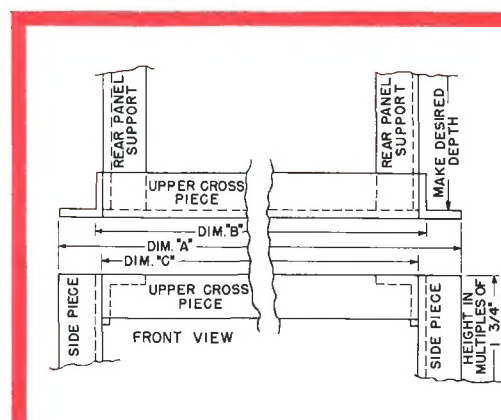 REAR PANEL
SUPPORT
REAR PANEL
SUPPORT
MAKE DESIRED
DEPTH
UPPER CROSS
PIECE
DIM."B"
DIM."A"
DIM."C"
SIDE PIECE
UPPER CROSS
PIECE
SIDE PIECE
HEIGHT IN
MULTIPLES OF
1 3/4"
FRONT VIEW